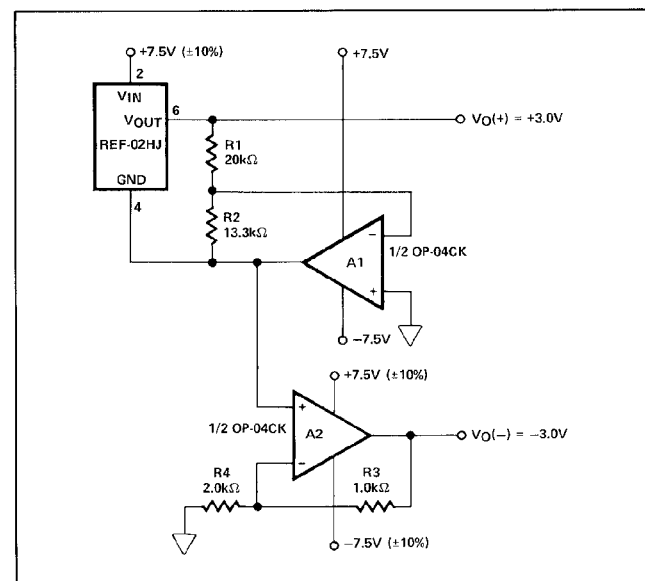 +7.5V (±10%)
2
+7.5V
VIN
VOUT
6
REF-02HJ
VO(+) = +3.0V
GND
4
R1
20kΩ
R2
13.3kΩ
−
A1
1/2 OP-04CK
+
−7.5V
+7.5V (±10%)
+
1/2 OP-04CK
A2
VO(−) = −3.0V
−
R4
2.0kΩ
R3
1.0kΩ
−7.5V (±10%)